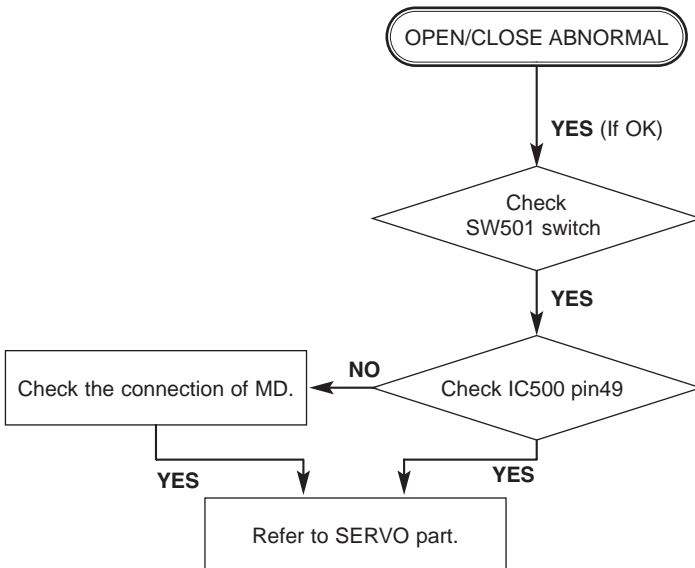 OPEN/CLOSE ABNORMAL
YES (If OK)
Check
SW501 switch
YES
NO
Check the connection of MD.
Check IC500 pin49
YES
YES
Refer to SERVO part.